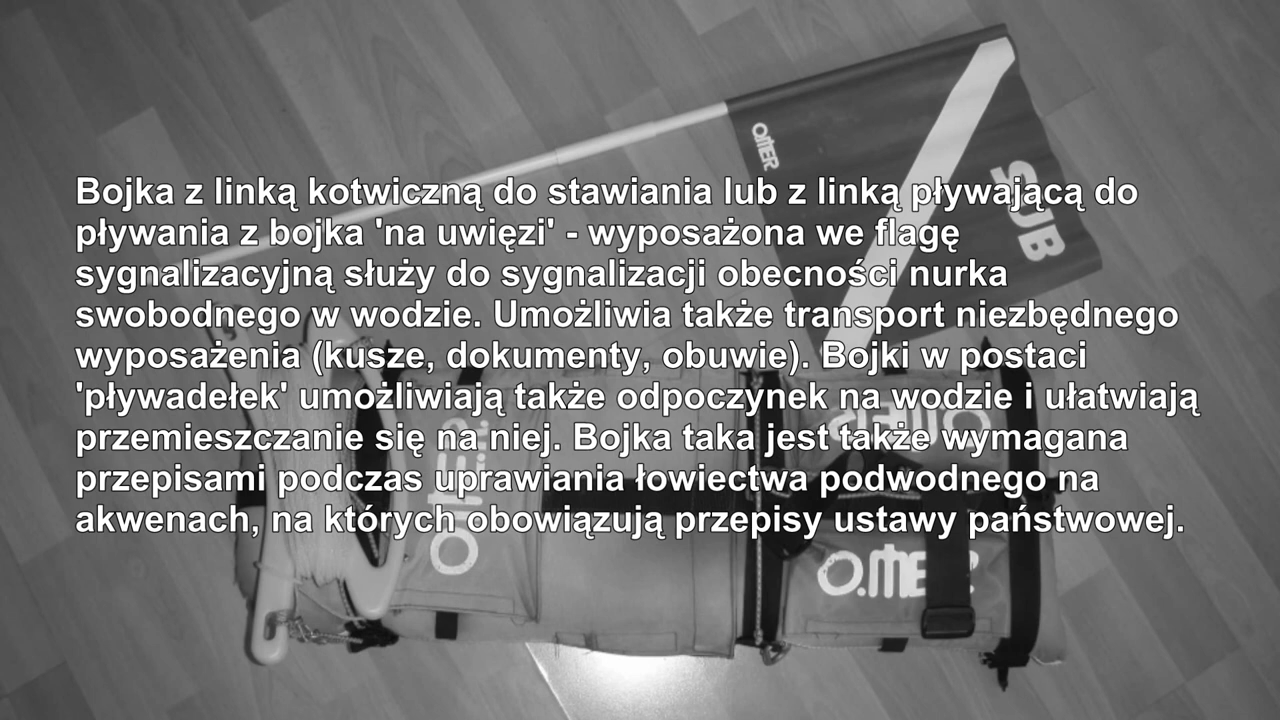 OMER
SUB
Bojka z linką kotwiczną do stawiania lub z linką pływającą do
pływania z bojka 'na uwięzi' - wyposażona we flagę
sygnalizacyjną służy do sygnalizacji obecności nurka
swobodnego w wodzie. Umożliwia także transport niezbędnego
wyposażenia (kusze, dokumenty, obuwie). Bojki w postaci
'pływadełek' umożliwiają także odpoczynek na wodzie i ułatwiają
przemieszczanie się na niej. Bojka taka jest także wymagana
przepisami podczas uprawiania łowiectwa podwodnego na
akwenach, na których obowiązują przepisy ustawy państwowej.
OMER
OMER
O.MER